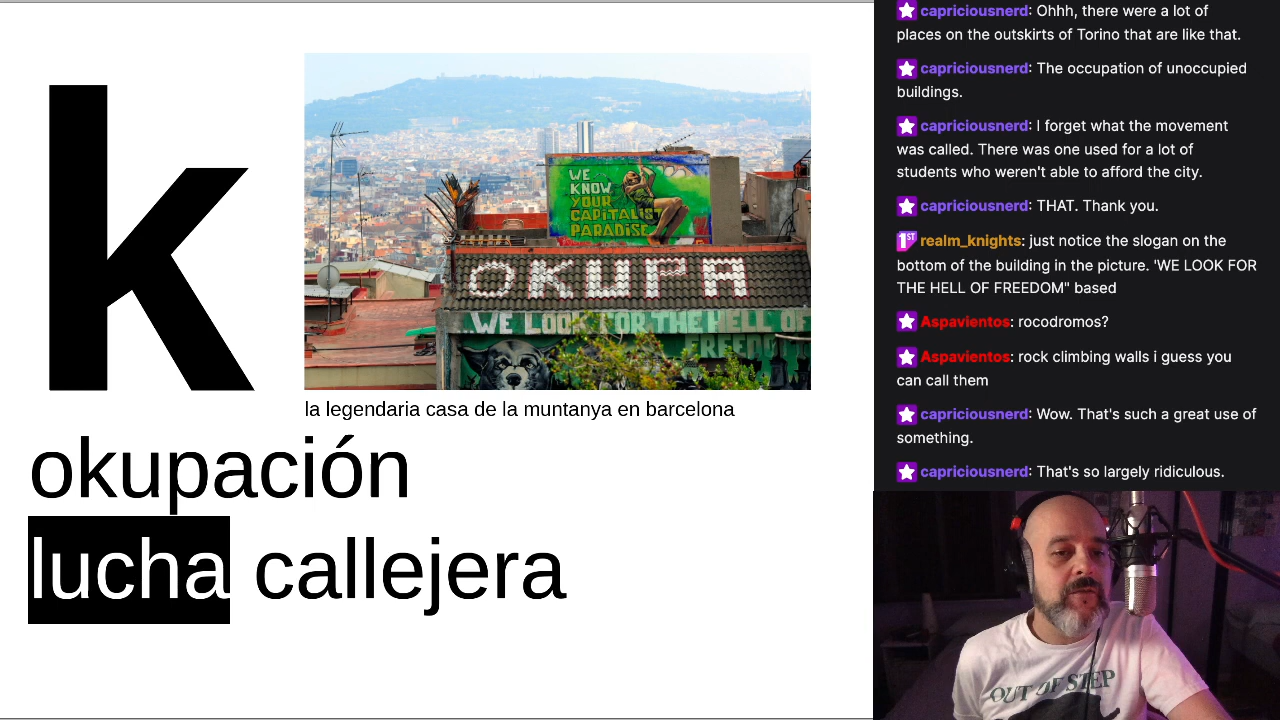 k
WE
KNOW
YOUR
CAPITALIST
PARADISE
OKUPA
...WE LOOK FOR THE HELL OF
FREEDOM
la legendaria casa de la muntanya en barcelona
okupación
lucha callejera
capriciousnerd: Ohhh, there were a lot of
places on the outskirts of Torino that are like that.
capriciousnerd: The occupation of unoccupied
buildings.
capriciousnerd: I forget what the movement
was called. There was one used for a lot of
students who weren't able to afford the city.
capriciousnerd: THAT. Thank you.
1ST realm_knights: just notice the slogan on the
bottom of the building in the picture. 'WE LOOK FOR
THE HELL OF FREEDOM" based
Aspavientos: rocodromos?
Aspavientos: rock climbing walls i guess you
can call them
capriciousnerd: Wow. That's such a great use of
something.
capriciousnerd: That's so largely ridiculous.
OUT OF STEP